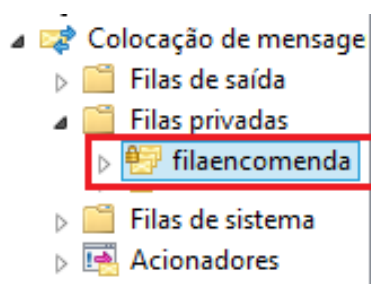 Colocação de mensage
Filas de saída
Filas privadas
filaencomenda
Filas de sistema
Acionadores